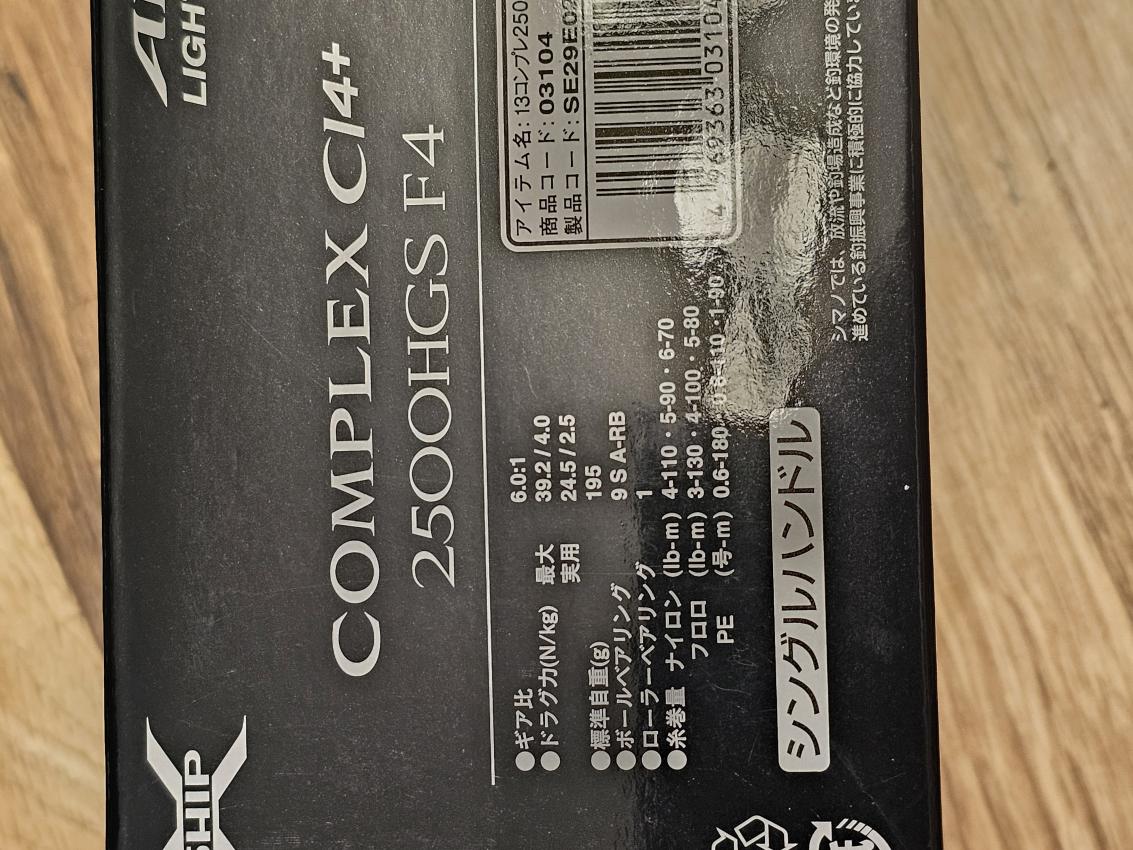 SHIP
LIGH
COMPLEX CI4+
2500HGS F4
アイテム名:13コンプレ250
商品コード:03104
製品コード:SE29E02
4 969363 03104
●ギア比 6.0:1
●ドラグ力(N/kg) 最大 39.2 / 4.0
実用 24.5 / 2.5
●標準自重(g) 195
●ボールベアリング 9 S A-RB
●ローラーベアリング 1
●糸巻量 ナイロン (lb-m) 4-110・5-90・6-70
フロロ (lb-m) 3-130・4-100・5-80
PE (号-m) 0.6-180・0.8-110・1-90
シングルハンドル
シマノでは、放流や釣場造成など釣環境の発
進めている釣振興事業に積極的に協力してい